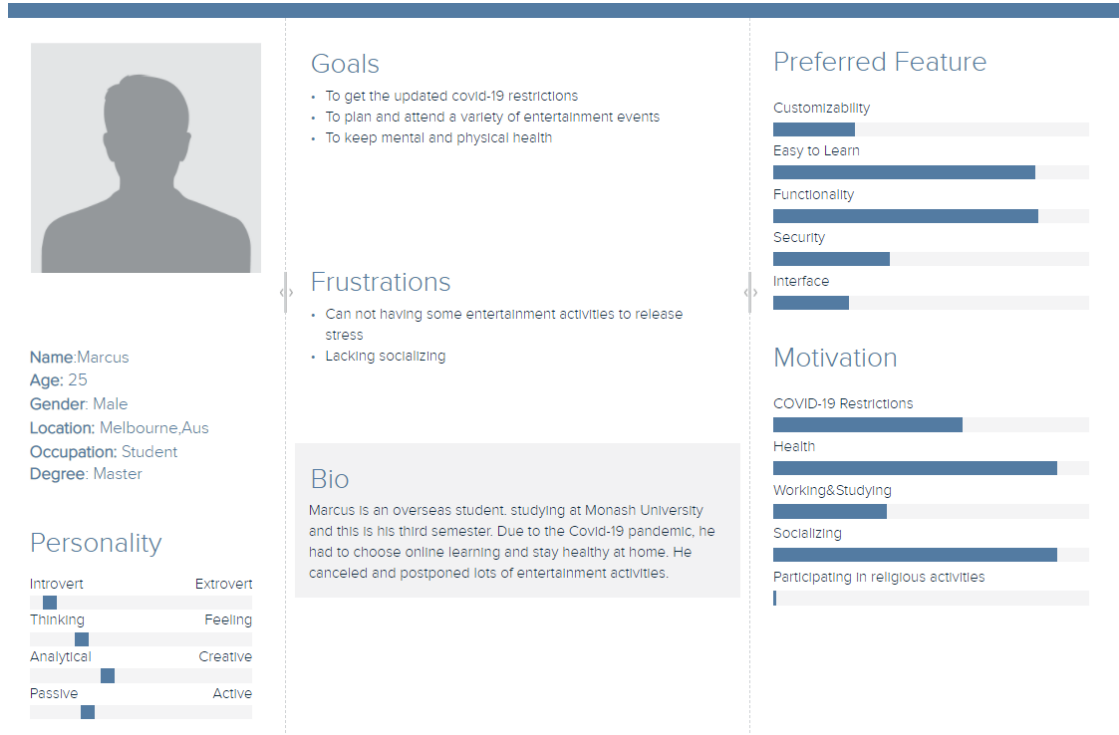 Name:Marcus
Age: 25
Gender: Male
Location: Melbourne,Aus
Occupation: Student
Degree: Master
Personality
Introvert Extrovert
Thinking Feeling
Analytical Creative
Passive Active
Goals
• To get the updated covid-19 restrictions
• To plan and attend a variety of entertainment events
• To keep mental and physical health
Frustrations
• Can not having some entertainment activities to release
stress
• Lacking socializing
Bio
Marcus is an overseas student. studying at Monash University
and this is his third semester. Due to the Covid-19 pandemic, he
had to choose online learning and stay healthy at home. He
canceled and postponed lots of entertainment activities.
Preferred Feature
Customizability
Easy to Learn
Functionality
Security
Interface
Motivation
COVID-19 Restrictions
Health
Working&Studying
Socializing
Participating in religious activities